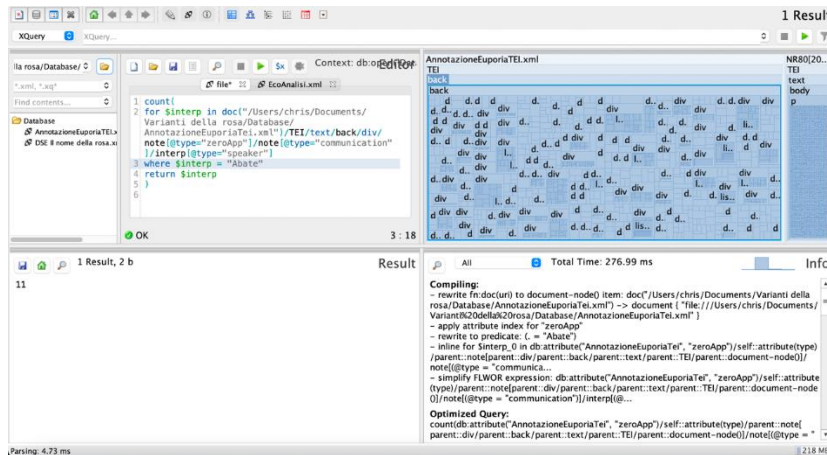 1 Result
XQuery
XQuery...
lla rosa/Database/
*.xml, *.xq*
Find contents...
Database
AnnotazioneEuporiaTEI.x
DSE Il nome della rosa.x
Context: db:open("Dat
Editor
file*
EcoAnalisi.xml
1 count(
2 for $interp in doc("/Users/chris/Documents/
Varianti della rosa/Database/
AnnotazioneEuporiaTei.xml")/TEI/text/back/div/
note[@type="zeroApp"]/note[@type="communication"
]/interp[@type="speaker"]
3 where $interp = "Abate"
4 return $interp
5 )
6
OK
3 : 18
AnnotazioneEuporiaTEI.xml
TEI
back
back
NR80[20...
TEI
text
body
p
1 Result, 2 b
Result
11
All
Total Time: 276.99 ms
Info
Compiling:
- rewrite fn:doc(uri) to document-node() item: doc("/Users/chris/Documents/Varianti della
rosa/Database/AnnotazioneEuporiaTei.xml") -> document { "file:///Users/chris/Documents/
Varianti%20della%20rosa/Database/AnnotazioneEuporiaTei.xml" }
- apply attribute index for "zeroApp"
- rewrite to predicate: (. = "Abate")
- inline for $interp_0 in db:attribute("AnnotazioneEuporiaTei", "zeroApp")/self::attribute(type)
/parent::note[parent::div/parent::back/parent::text/parent::TEI/parent::document-node()]/
note[(@type = "communica...
- simplify FLWOR expression: db:attribute("AnnotazioneEuporiaTei", "zeroApp")/self::attribute
(type)/parent::note[parent::div/parent::back/parent::text/parent::TEI/parent::document-node
()]/note[(@type = "communication")]/interp[(@...
Optimized Query:
count(db:attribute("AnnotazioneEuporiaTei", "zeroApp")/self::attribute(type)/parent::note[
parent::div/parent::back/parent::text/parent::TEI/parent::document-node()]/note[(@type = "
Parsing: 4.73 ms
218 MB